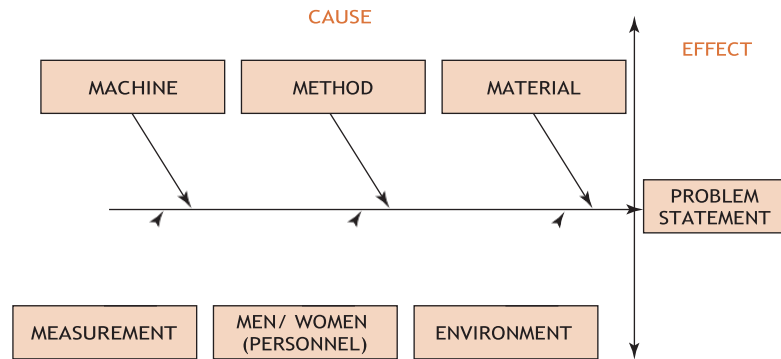 CAUSE
EFFECT
MACHINE
METHOD
MATERIAL
PROBLEM
STATEMENT
MEASUREMENT
MEN/ WOMEN
(PERSONNEL)
ENVIRONMENT